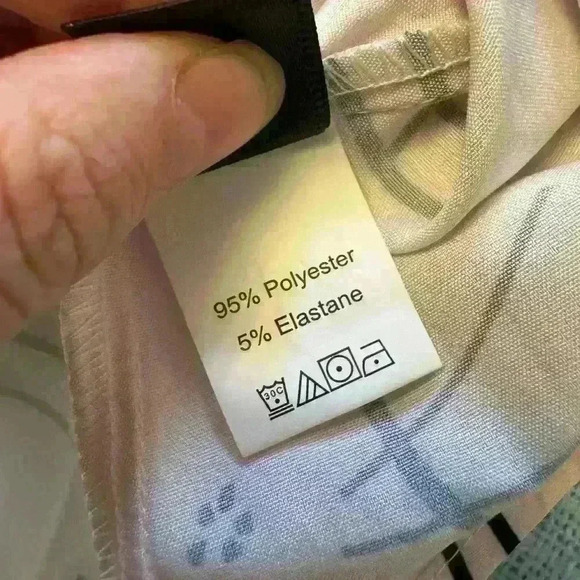 95% Polyester
5% Elastane
30C